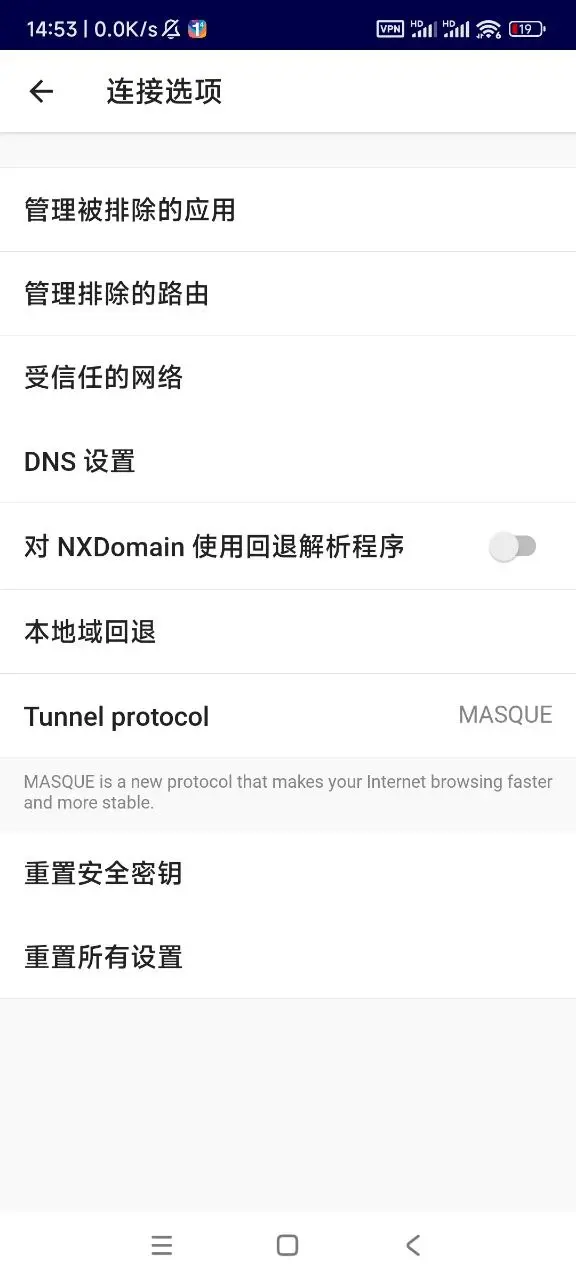 14:53 | 0.0K/s VPN HD HD 6 19
连接选项
管理被排除的应用
管理排除的路由
受信任的网络
DNS 设置
对 NXDomain 使用回退解析程序
本地域回退
Tunnel protocol MASQUE
MASQUE is a new protocol that makes your Internet browsing faster
and more stable.
重置安全密钥
重置所有设置